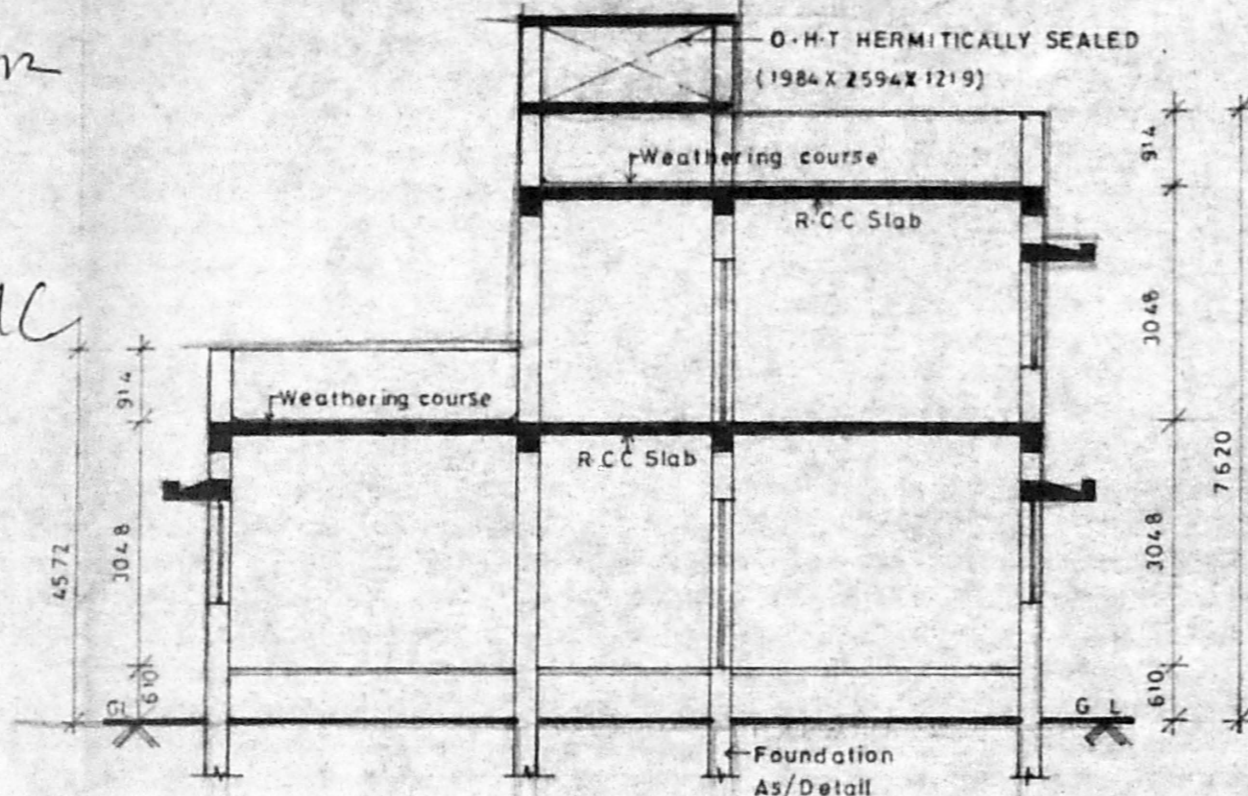 O.H.T HERMITICALLY SEALED
(1984 X 2594 X 1219)
914
Weathering course
R.C.C Slab
3048
914
Weathering course
R.C.C Slab
7620
3048
4572
3048
610
610
GL
G L
Foundation
As/Detail